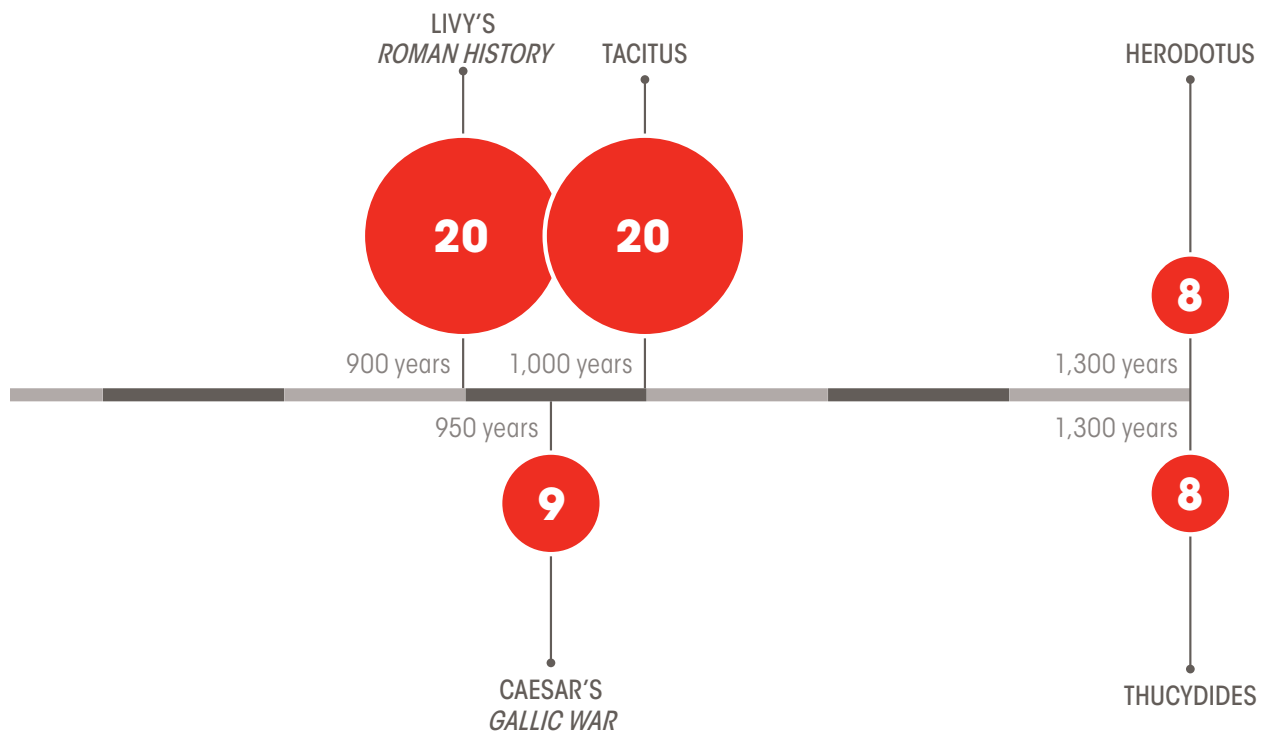 LIVY'S
ROMAN HISTORY
TACITUS
HERODOTUS
20
20
8
900 years
1,000 years
1,300 years
950 years
1,300 years
9
8
CAESAR'S
GALLIC WAR
THUCYDIDES